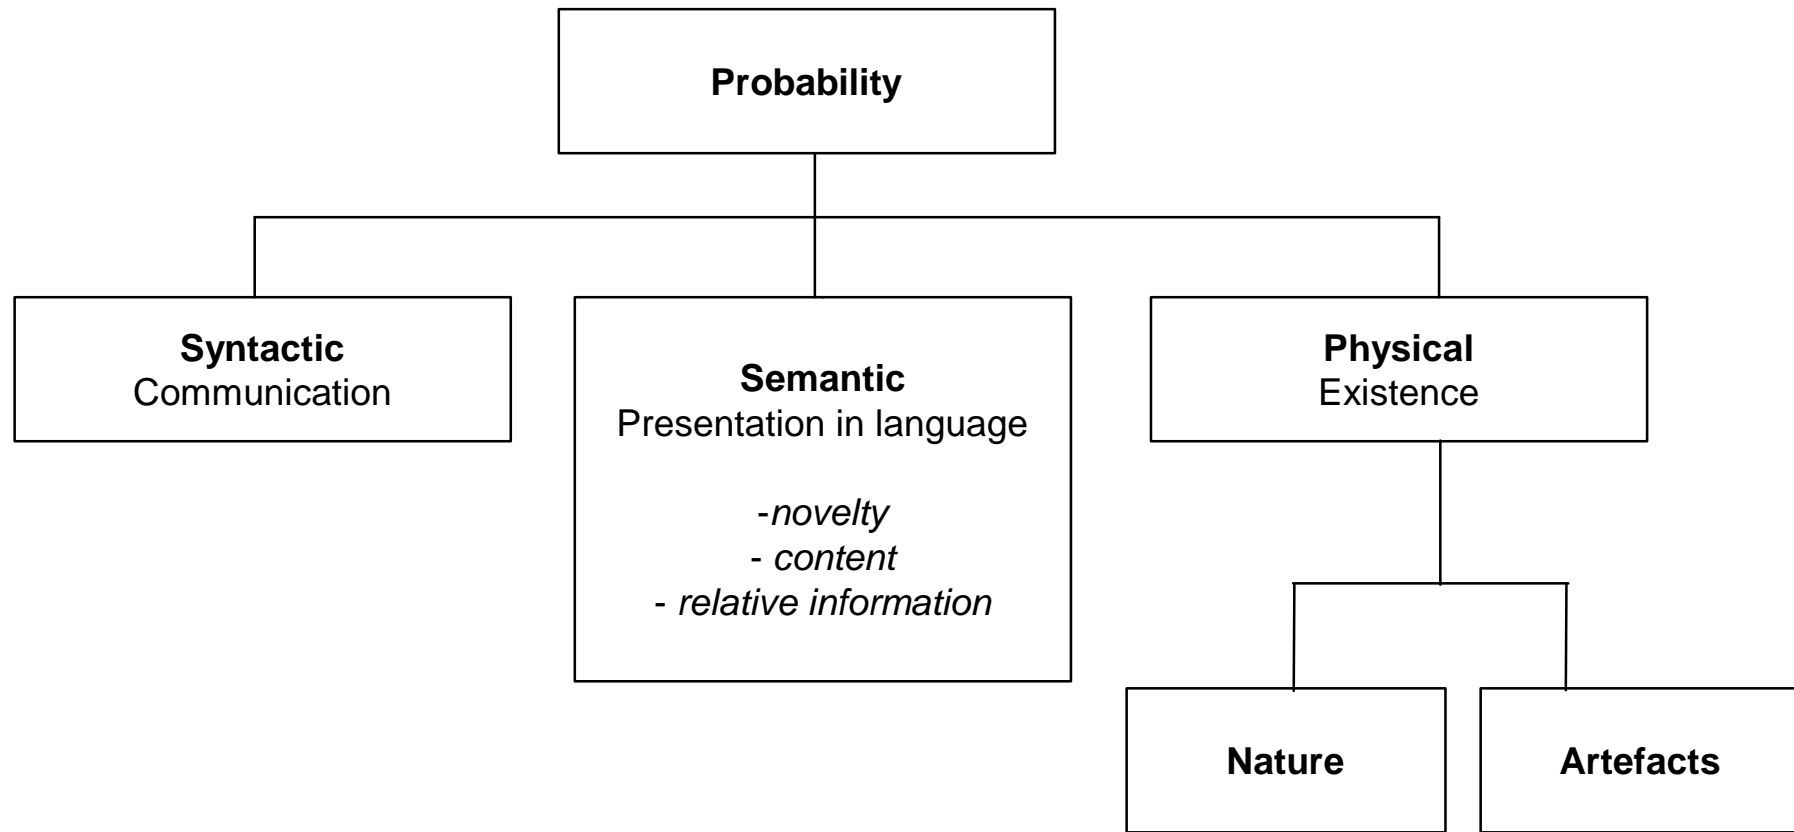 Probability
Syntactic
Communication
Semantic
Presentation in language
-novelty
- content
- relative information
Physical
Existence
Nature
Artefacts